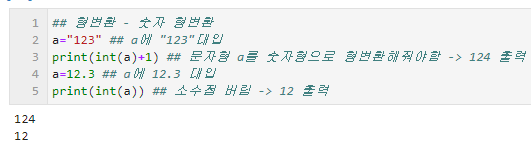 1 ## 형변환 - 숫자 형변환
2 a="123" ## a에 "123"대입
3 print(int(a)+1) ## 문자형 a를 숫자형으로 형변환해줘야함 -> 124 출력
4 a=12.3 ## a에 12.3 대입
5 print(int(a)) ## 소수점 버림 -> 12 출력
124
12